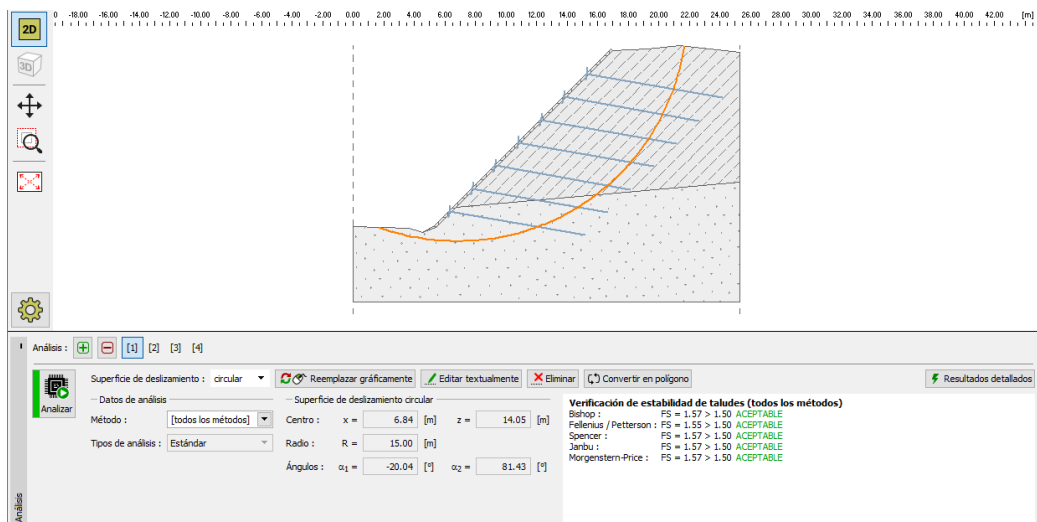 0 -18.00 -16.00 -14.00 -12.00 -10.00 -8.00 -6.00 -4.00 -2.00 0.00 2.00 4.00 6.00 8.00 10.00 12.00 14.00 16.00 18.00 20.00 22.00 24.00 26.00 28.00 30.00 32.00 34.00 36.00 38.00 40.00 42.00 [m]
2D
3D
Análisis : [1] [2] [3] [4]
Analizar
Superficie de deslizamiento : circular Reemplazar gráficamente Editar textualmente Eliminar Convertir en polígono Resultados detallados
Datos de análisis
Método : [todos los métodos]
Tipos de análisis : Estándar
Superficie de deslizamiento circular
Centro : x = 6.84 [m] z = 14.05 [m]
Radio : R = 15.00 [m]
Ángulos : α1 = -20.04 [°] α2 = 81.43 [°]
Verificación de estabilidad de taludes (todos los métodos)
Bishop : FS = 1.57 > 1.50 ACEPTABLE
Fellenius / Petterson : FS = 1.55 > 1.50 ACEPTABLE
Spencer : FS = 1.57 > 1.50 ACEPTABLE
Janbu : FS = 1.57 > 1.50 ACEPTABLE
Morgenstern-Price : FS = 1.57 > 1.50 ACEPTABLE
Análisis